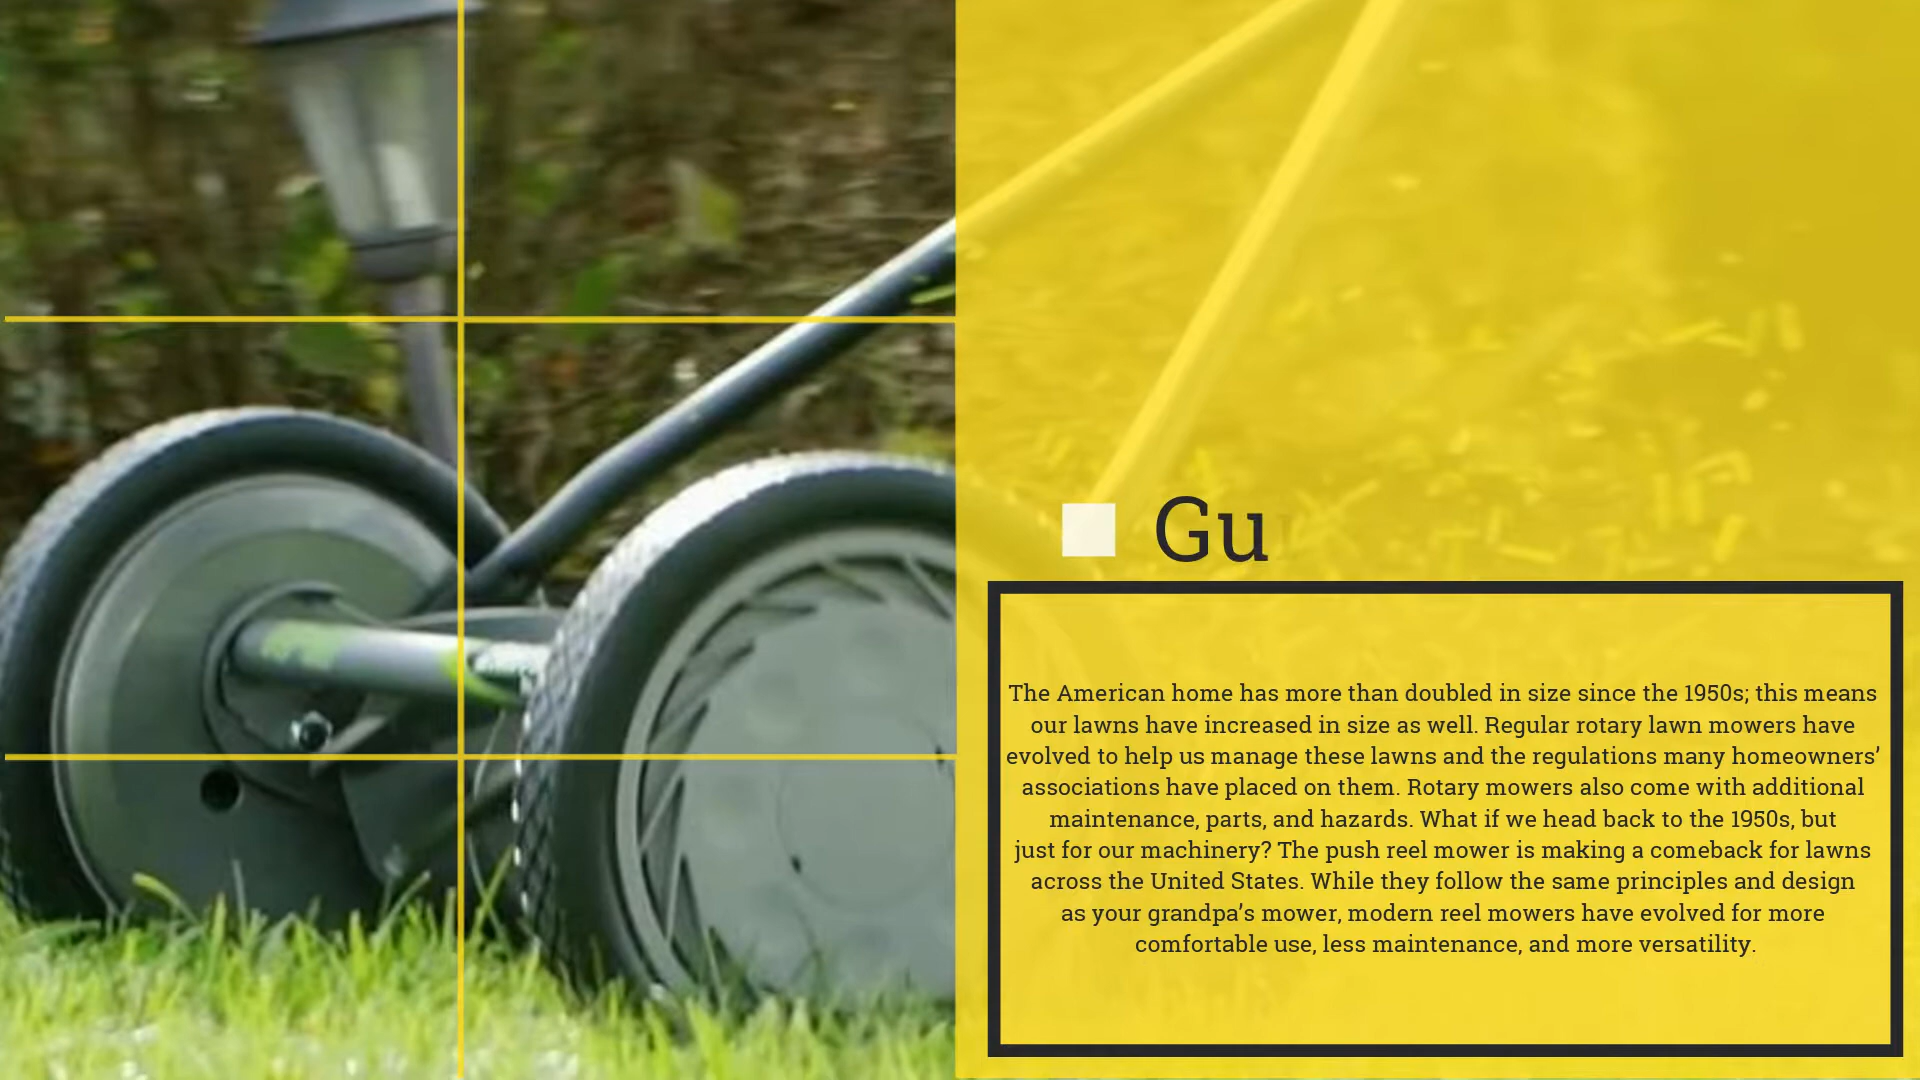 Gu
The American home has more than doubled in size since the 1950s; this means
our lawns have increased in size as well. Regular rotary lawn mowers have
evolved to help us manage these lawns and the regulations many homeowners’
associations have placed on them. Rotary mowers also come with additional
maintenance, parts, and hazards. What if we head back to the 1950s, but
just for our machinery? The push reel mower is making a comeback for lawns
across the United States. While they follow the same principles and design
as your grandpa’s mower, modern reel mowers have evolved for more
comfortable use, less maintenance, and more versatility.